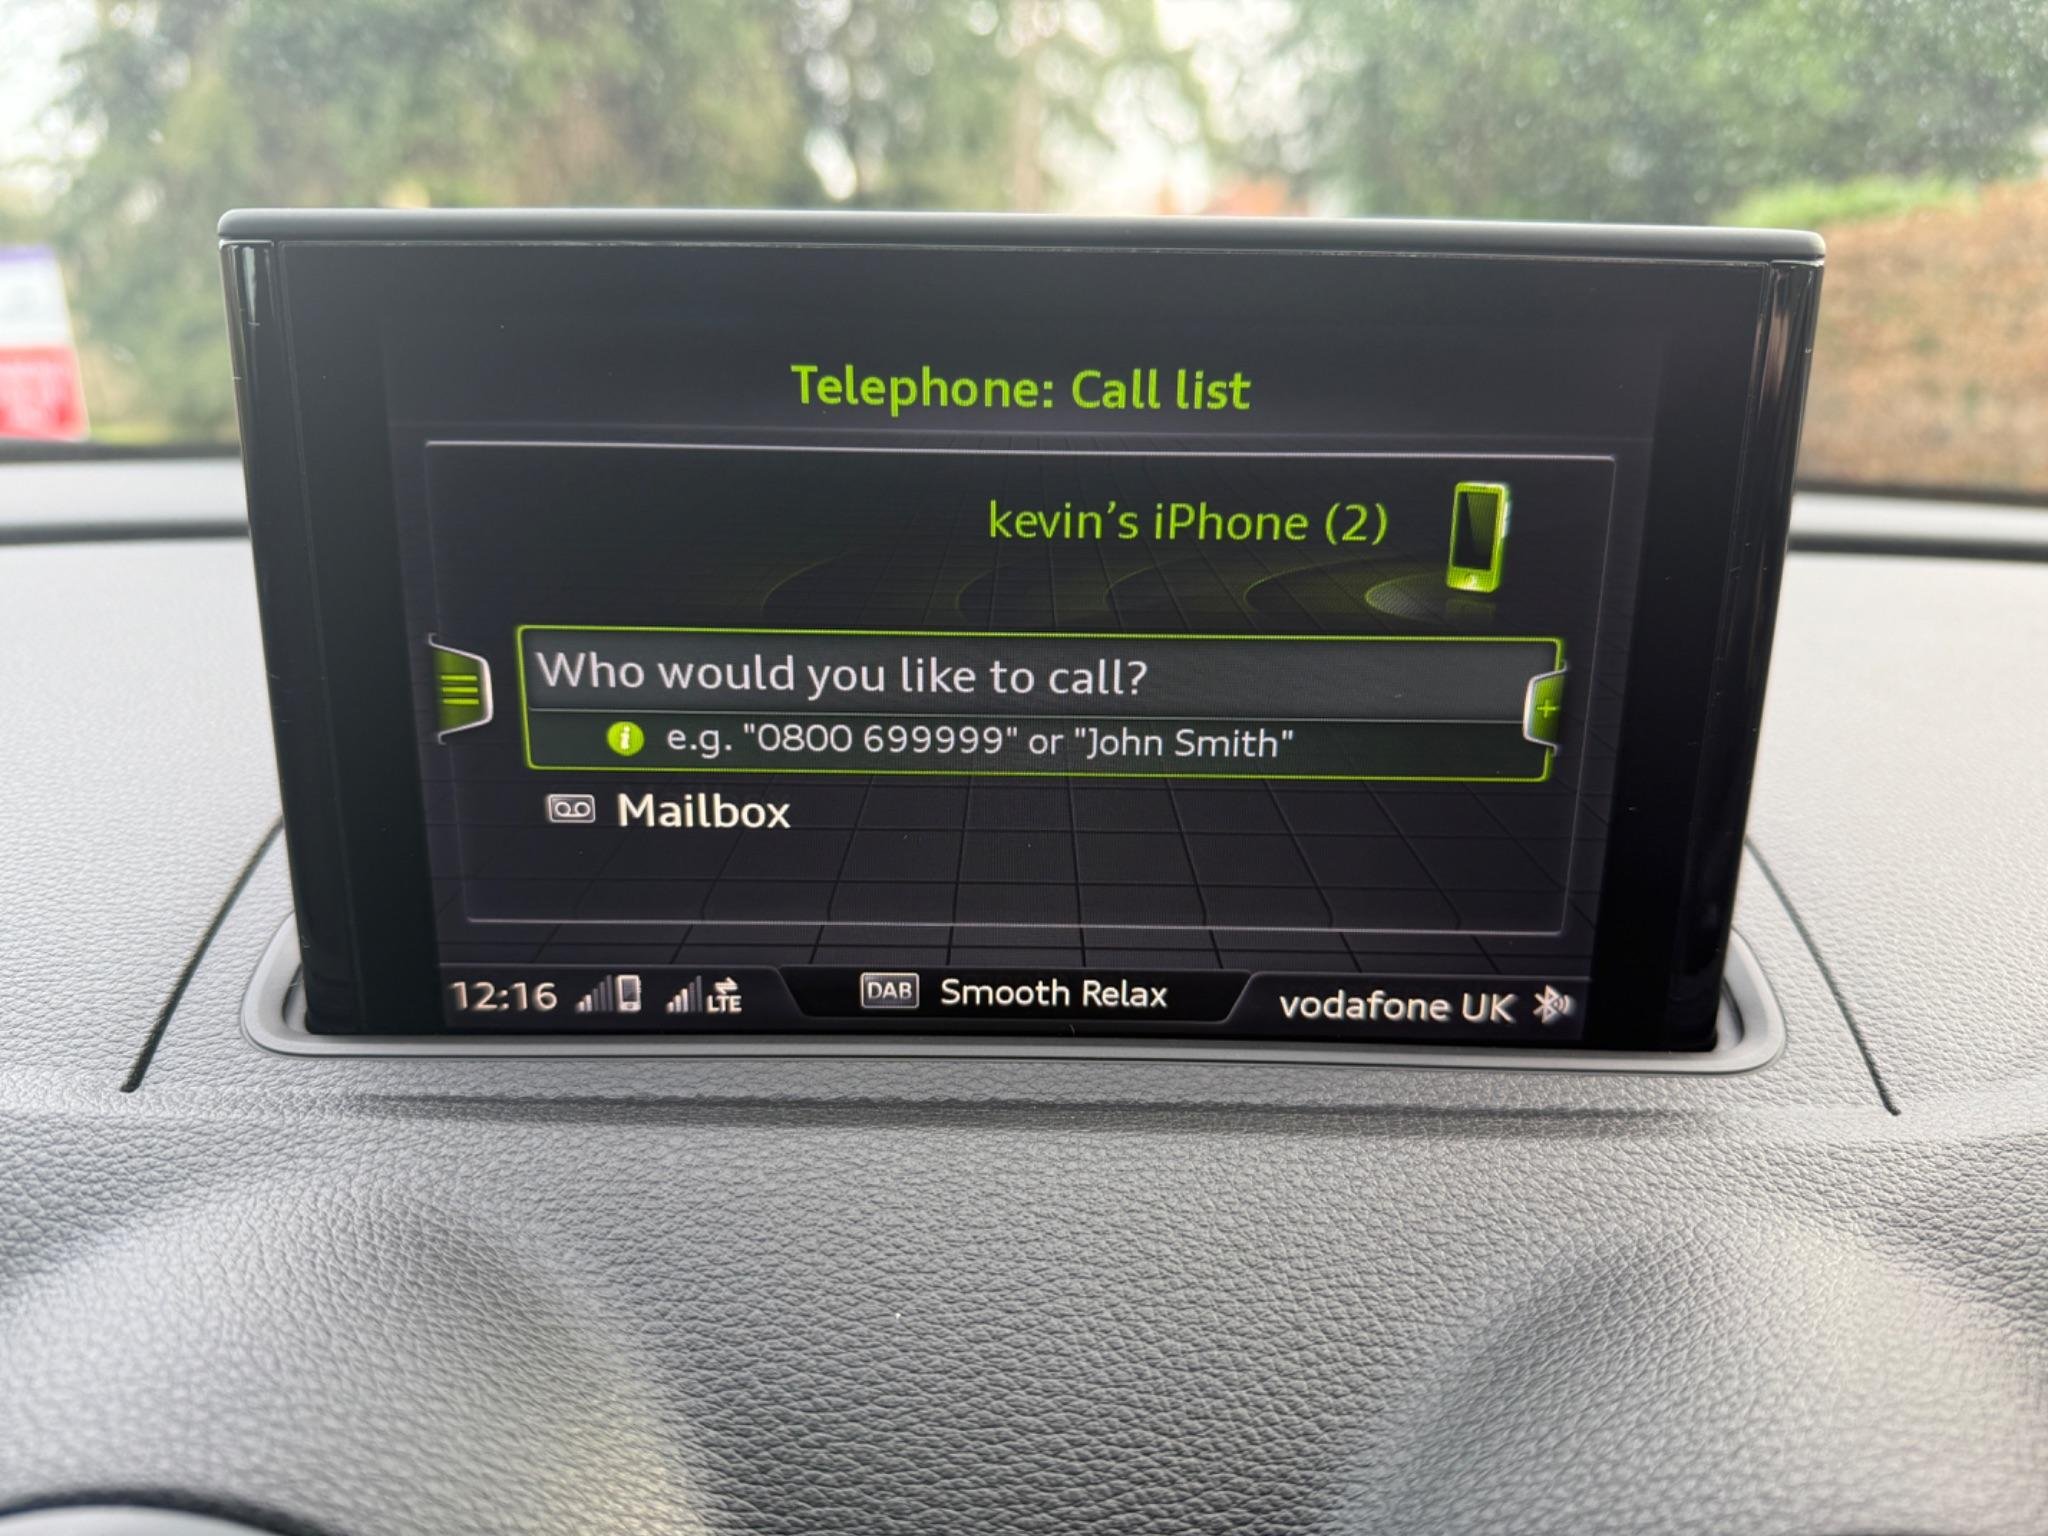 Telephone: Call list
kevin’s iPhone (2)
Who would you like to call?
e.g. "0800 699999" or "John Smith"
Mailbox
12:16 LTE DAB Smooth Relax vodafone UK